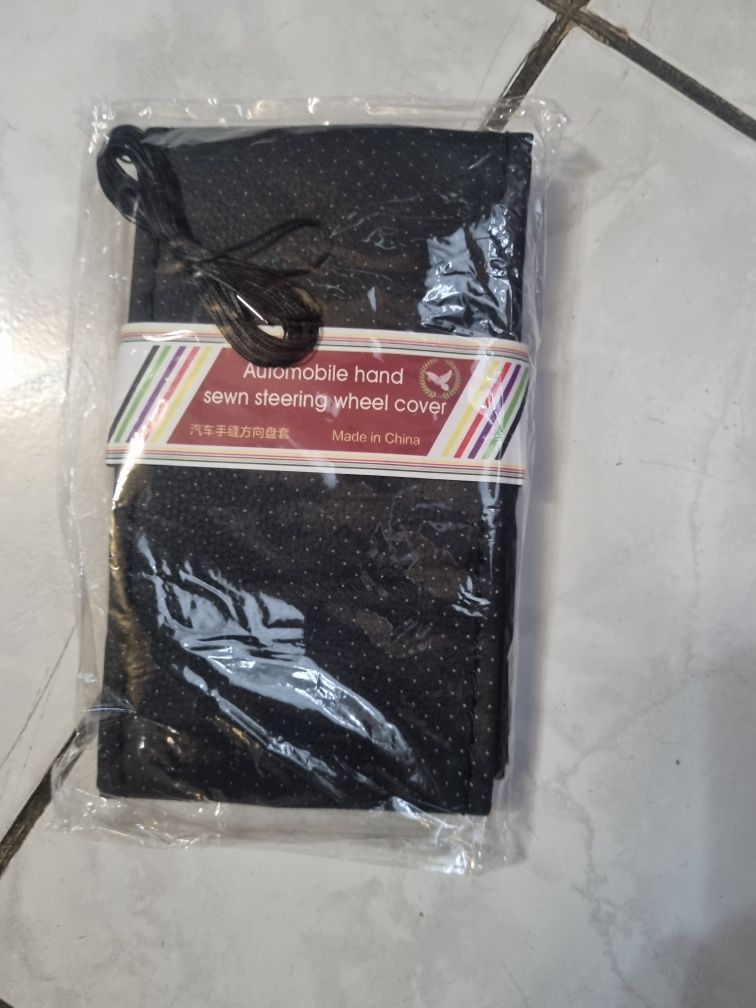 Automobile hand
sewn steering wheel cover
汽车手缝方向盘套
Made in China